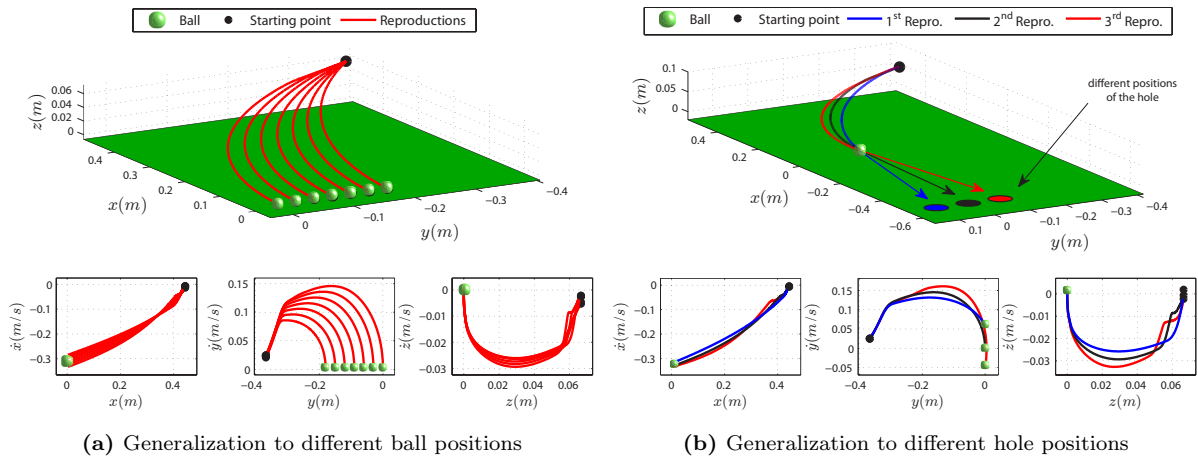 Ball Starting point Reproductions
z(m)
0.06
0.04
0.02
0
0.4
0.3
0.2
0.1
0
x(m)
0
−0.1
−0.2
−0.3
−0.4
y(m)
ẋ(m/s)
0
−0.1
−0.2
−0.3
0 0.2 0.4
x(m)
ẏ(m/s)
0.15
0.1
0.05
0
−0.4 −0.2 0
y(m)
ż(m/s)
0
−0.01
−0.02
−0.03
0 0.02 0.04 0.06
z(m)
(a) Generalization to different ball positions
Ball Starting point 1st Repro. 2nd Repro. 3rd Repro.
z(m)
0.1
0.05
0
0.4
0.2
0
−0.2
−0.4
−0.6
x(m)
0.1
0
−0.1
−0.2
−0.3
−0.4
y(m)
different positions
of the hole
ẋ(m/s)
0
−0.1
−0.2
−0.3
0 0.2 0.4
x(m)
ẏ(m/s)
0.15
0.1
0.05
0
−0.05
−0.4 −0.2 0
y(m)
ż(m/s)
0
−0.01
−0.02
−0.03
0 0.02 0.04 0.06
z(m)
(b) Generalization to different hole positions